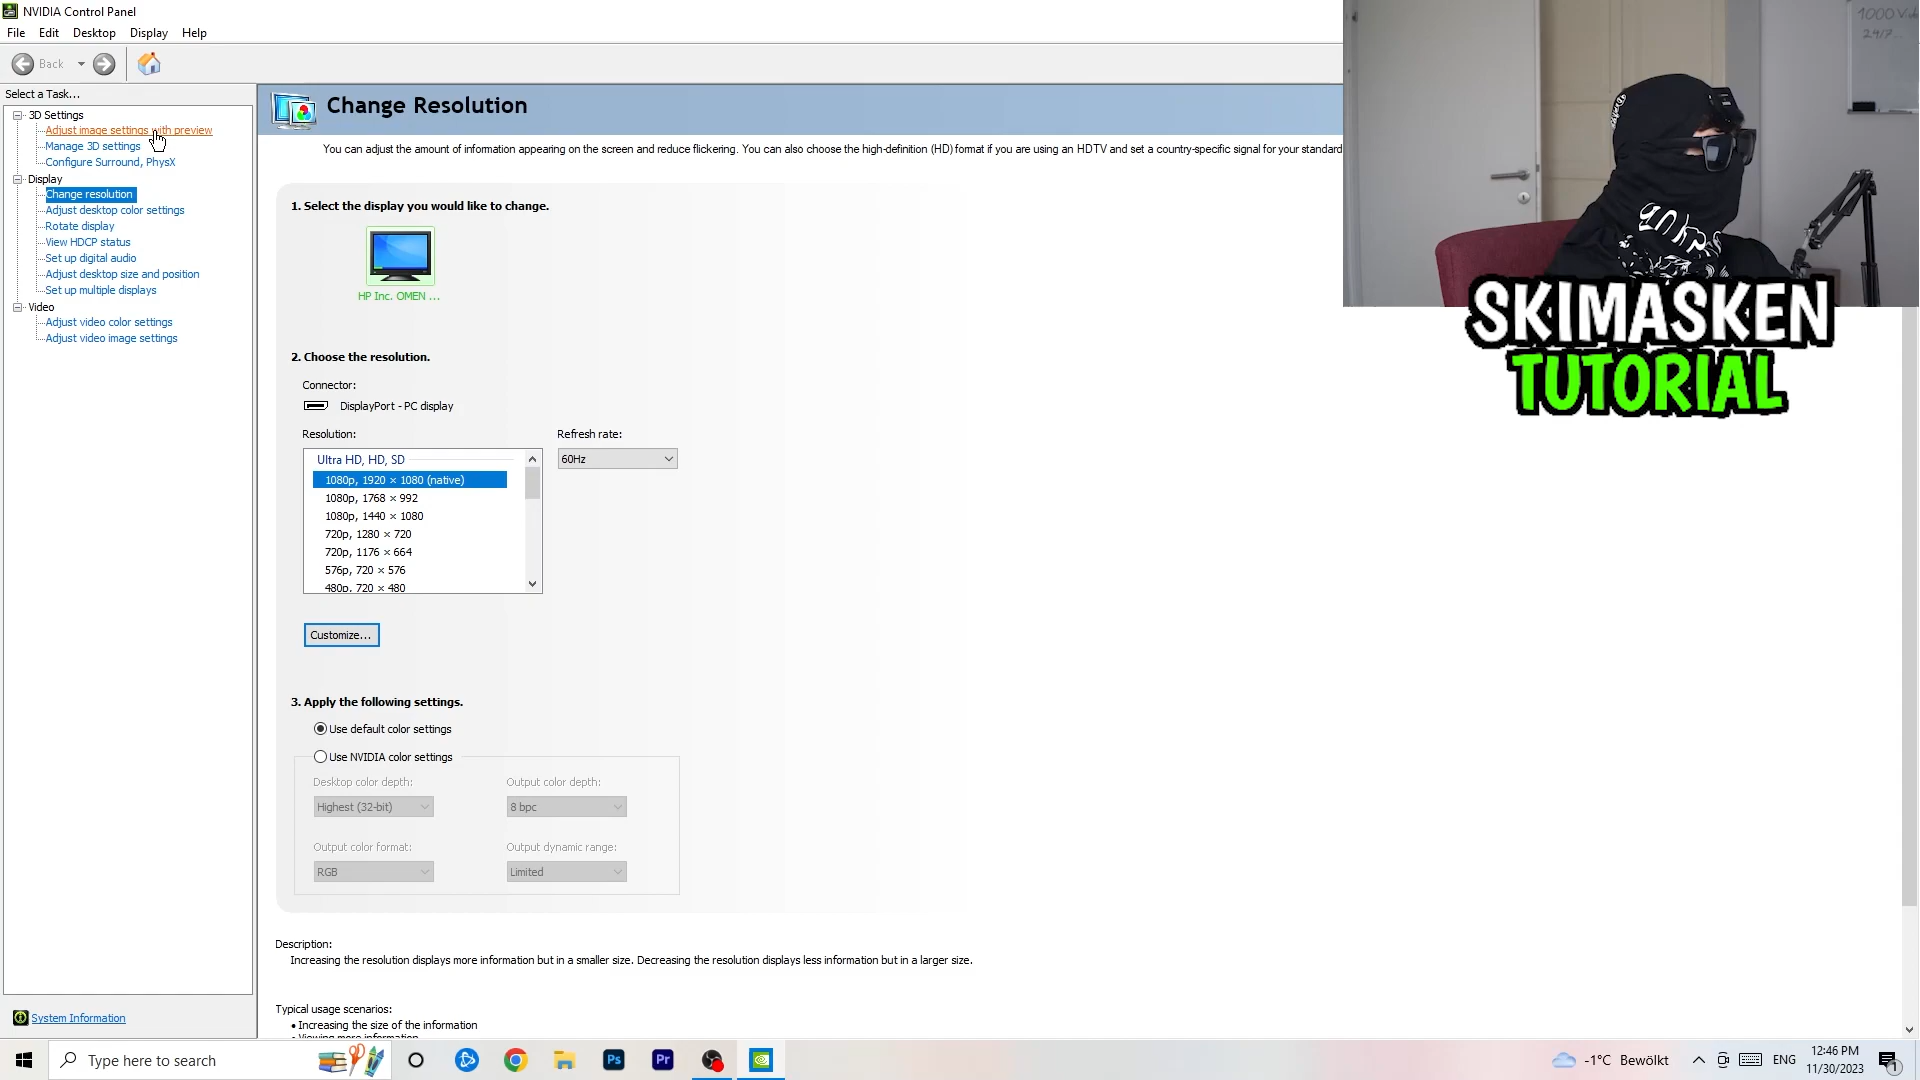 NVIDIA Control Panel
File Edit Desktop Display Help
Back
Select a Task...
3D Settings
Adjust image settings with preview
Manage 3D settings
Configure Surround, PhysX
Display
Change resolution
Adjust desktop color settings
Rotate display
View HDCP status
Set up digital audio
Adjust desktop size and position
Set up multiple displays
Video
Adjust video color settings
Adjust video image settings
System Information
Change Resolution
You can adjust the amount of information appearing on the screen and reduce flickering. You can also choose the high-definition (HD) format if you are using an HDTV and set a country-specific signal for your standard
1. Select the display you would like to change.
HP Inc. OMEN ...
2. Choose the resolution.
Connector:
DisplayPort - PC display
Resolution:
Refresh rate:
Ultra HD, HD, SD
60Hz
1080p, 1920 × 1080 (native)
1080p, 1768 × 992
1080p, 1440 × 1080
720p, 1280 × 720
720p, 1176 × 664
576p, 720 × 576
480p, 720 × 480
Customize...
3. Apply the following settings.
Use default color settings
Use NVIDIA color settings
Desktop color depth:
Output color depth:
Highest (32-bit)
8 bpc
Output color format:
Output dynamic range:
RGB
Limited
Description:
Increasing the resolution displays more information but in a smaller size. Decreasing the resolution displays less information but in a larger size.
Typical usage scenarios:
• Increasing the size of the information
• Viewing more information
1000 Vid
24/7
SKIMASKEN
TUTORIAL
Type here to search
Ps
Pr
-1°C Bewölkt
ENG
12:46 PM
11/30/2023
1